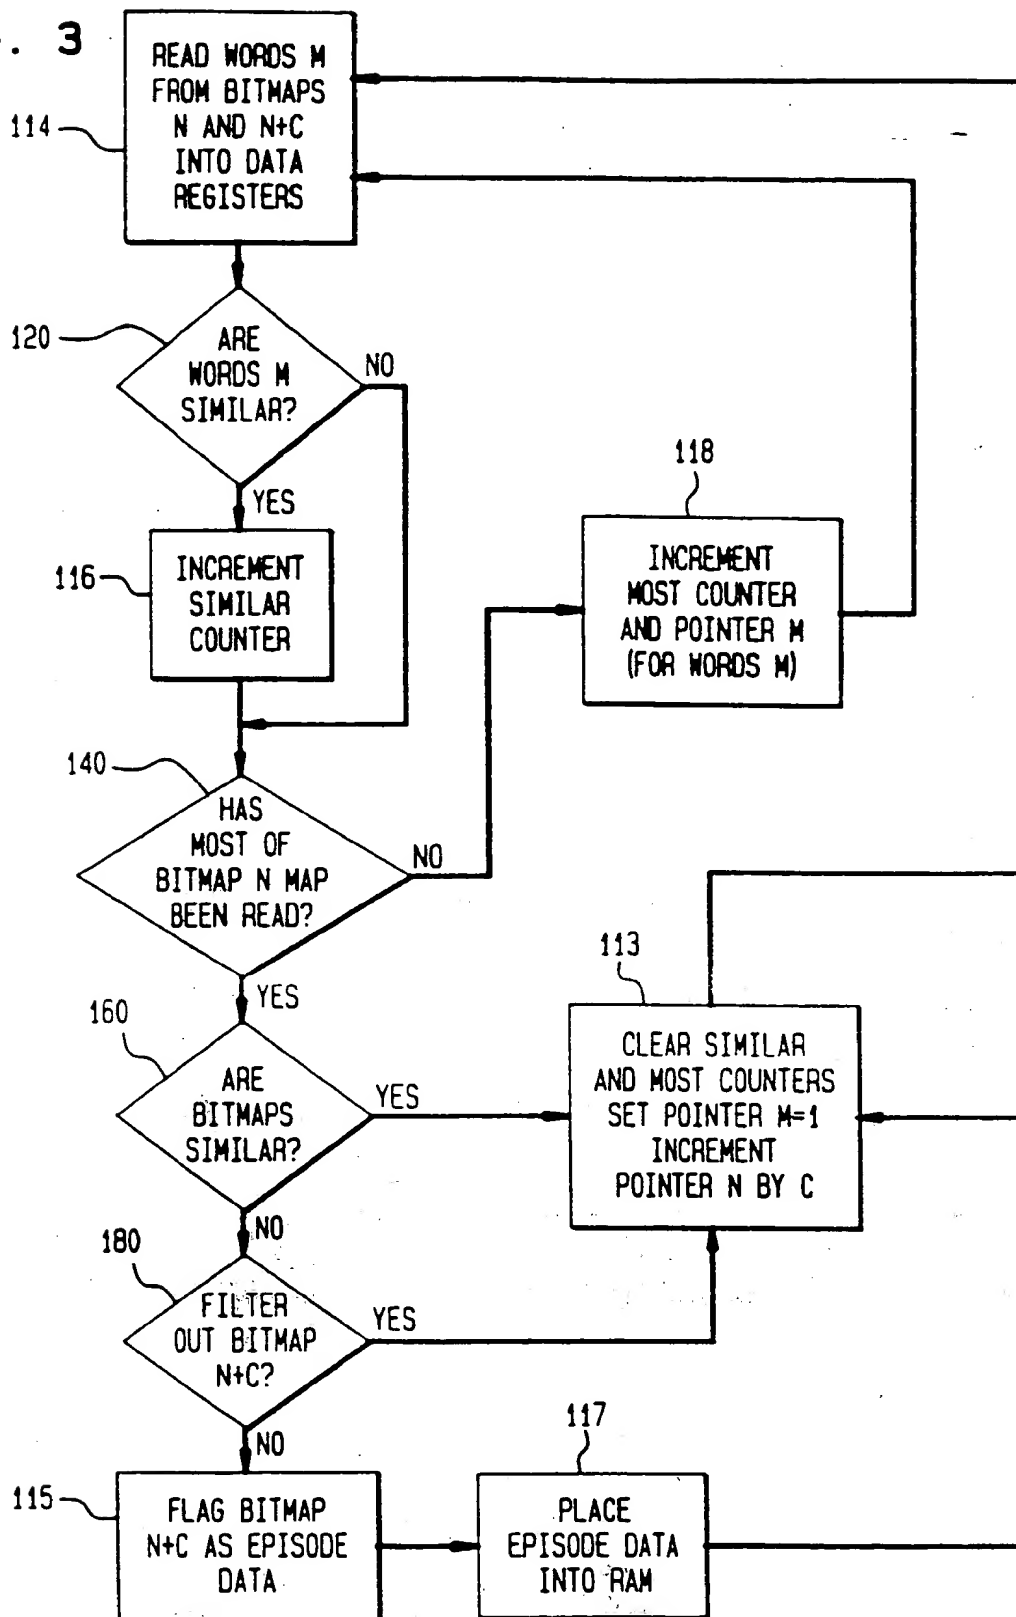 . 3
READ WORDS M
FROM BITMAPS
N AND N+C
INTO DATA
REGISTERS
114
120
ARE
WORDS M
SIMILAR?
NO
YES
116
INCREMENT
SIMILAR
COUNTER
118
INCREMENT
MOST COUNTER
AND POINTER M
(FOR WORDS M)
140
HAS
MOST OF
BITMAP N MAP
BEEN READ?
NO
YES
113
CLEAR SIMILAR
AND MOST COUNTERS
SET POINTER M=1
INCREMENT
POINTER N BY C
160
ARE
BITMAPS
SIMILAR?
YES
NO
180
FILTER
OUT BITMAP
N+C?
YES
NO
115
FLAG BITMAP
N+C AS EPISODE
DATA
117
PLACE
EPISODE DATA
INTO RAM